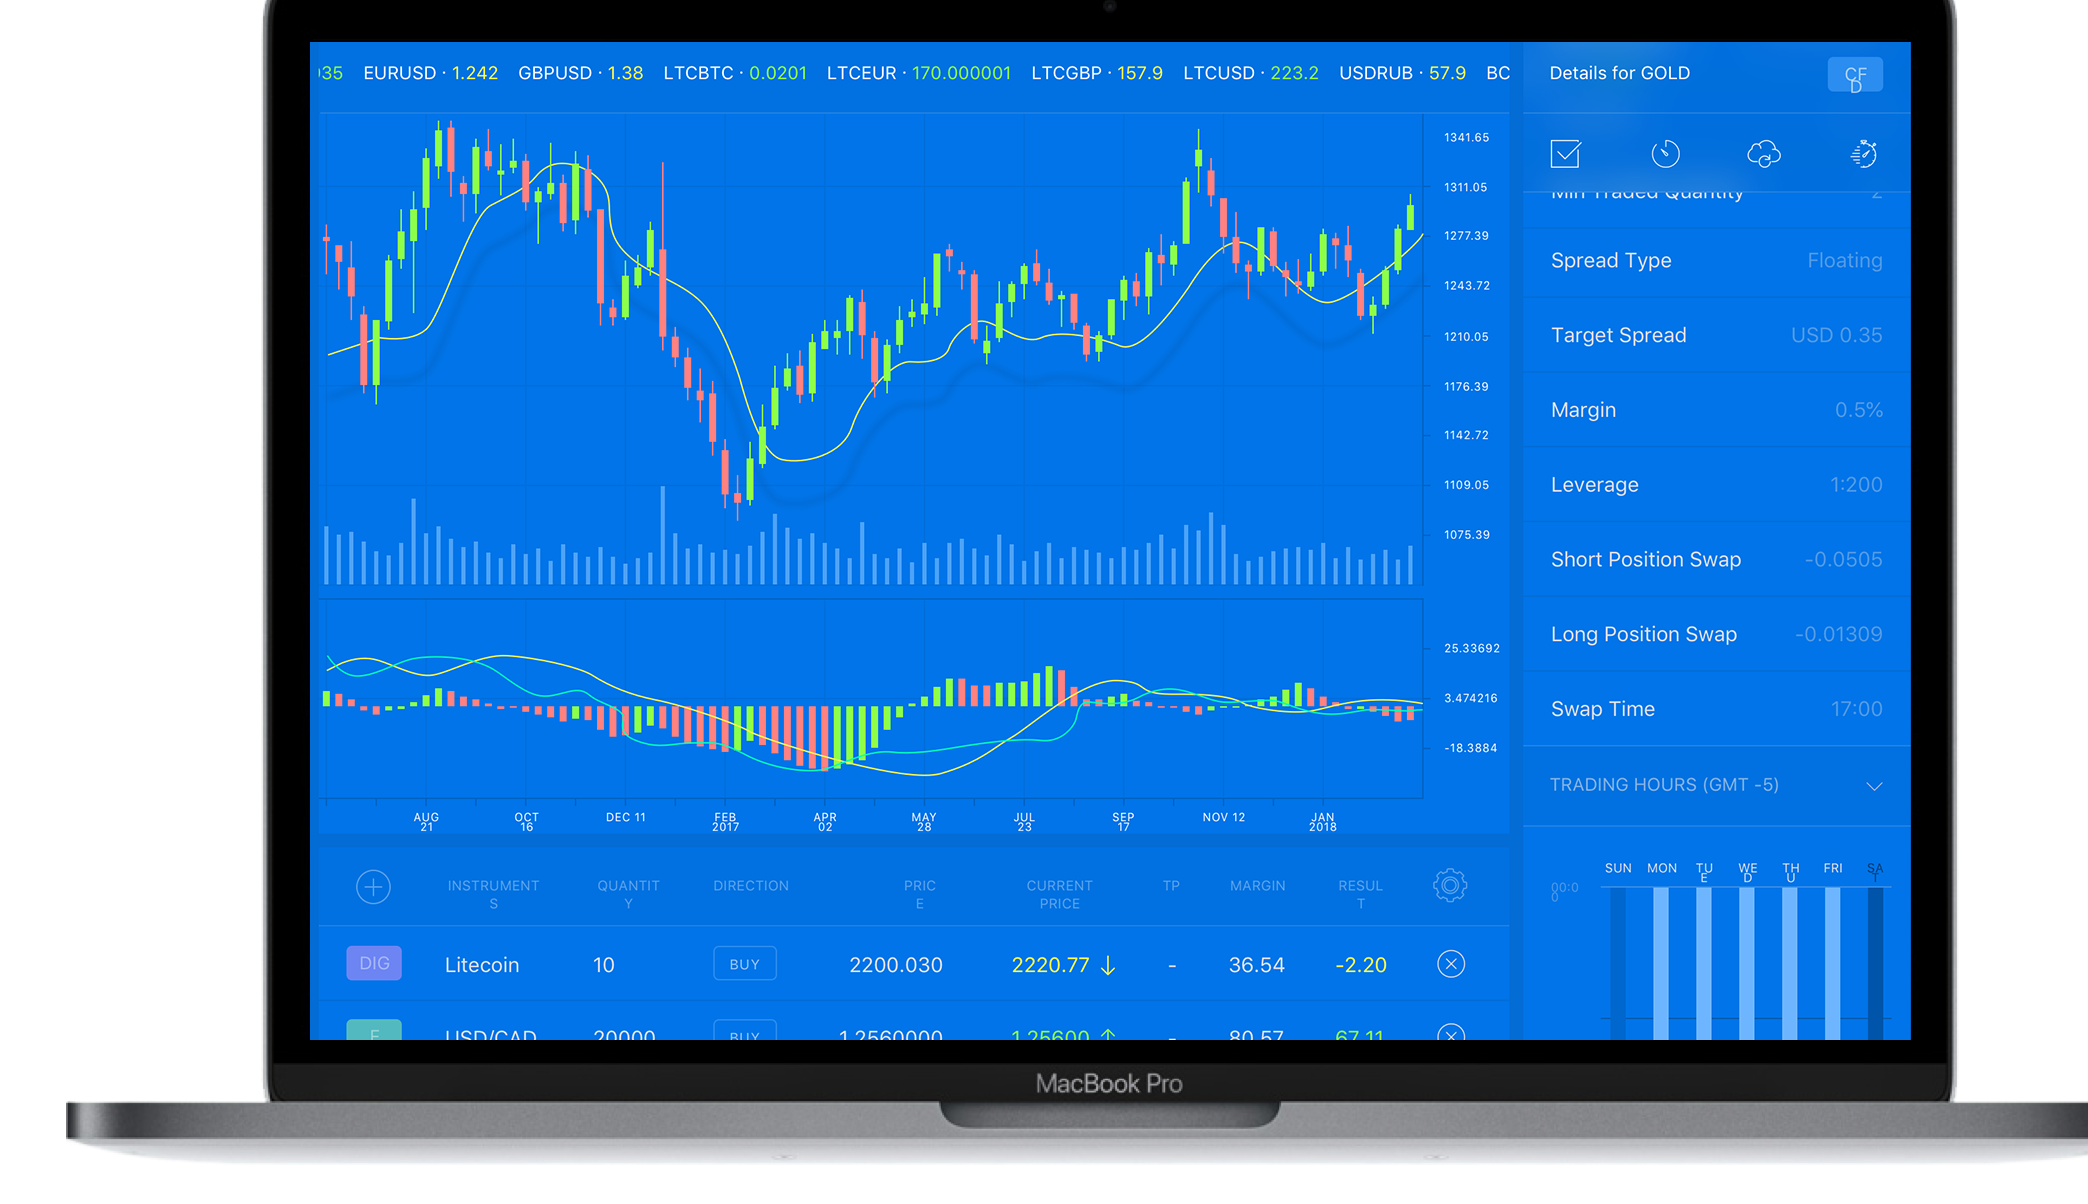 35 EURUSD · 1.242 GBPUSD · 1.38 LTCBTC · 0.0201 LTCEUR · 170.000001 LTCGBP · 157.9 LTCUSD · 223.2 USDRUB · 57.9 BC
1341.65
1311.05
1277.39
1243.72
1210.05
1176.39
1142.72
1109.05
1075.39
25.33692
3.474216
-18.3884
AUG 21
OCT 16
DEC 11
FEB 2017
APR 02
MAY 28
JUL 23
SEP 17
NOV 12
JAN 2018
INSTRUMENTS QUANTITY DIRECTION PRICE CURRENT PRICE TP MARGIN RESULT
DIG Litecoin 10 BUY 2200.030 2220.77 ↓ - 36.54 -2.20
F USD/CAD 20000 BUY 1.2560000 1.25600 ↑ - 80.57 67.11
Details for GOLD
CFD
Min Traded Quantity 2
Spread Type Floating
Target Spread USD 0.35
Margin 0.5%
Leverage 1:200
Short Position Swap -0.0505
Long Position Swap -0.01309
Swap Time 17:00
TRADING HOURS (GMT -5)
SUN MON TUE WED THU FRI SAT
00:00
MacBook Pro